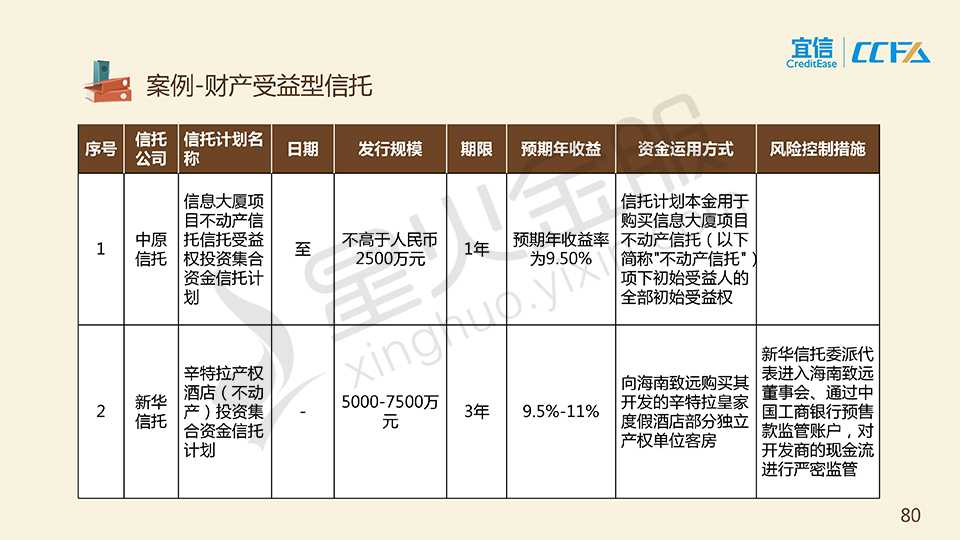 宜信
CreditEase
CCFA
案例-财产受益型信托
序号
信托
公司
信托计划名
称
日期
发行规模
期限
预期年收益
资金运用方式
风险控制措施
1
中原
信托
信息大厦项
目不动产信
托信托受益
权投资集合
资金信托计
划
至
不高于人民币
2500万元
1年
预期年收益率
为9.50%
信托计划本金用于
购买信息大厦项目
不动产信托（以下
简称"不动产信托"）
项下初始受益人的
全部初始受益权
2
新华
信托
辛特拉产权
酒店（不动
产）投资集
合资金信托
计划
-
5000-7500万
元
3年
9.5%-11%
向海南致远购买其
开发的辛特拉皇家
度假酒店部分独立
产权单位客房
新华信托委派代
表进入海南致远
董事会、通过中
国工商银行预售
款监管账户，对
开发商的现金流
进行严密监管
星火金服
xinghuo.yixin
80